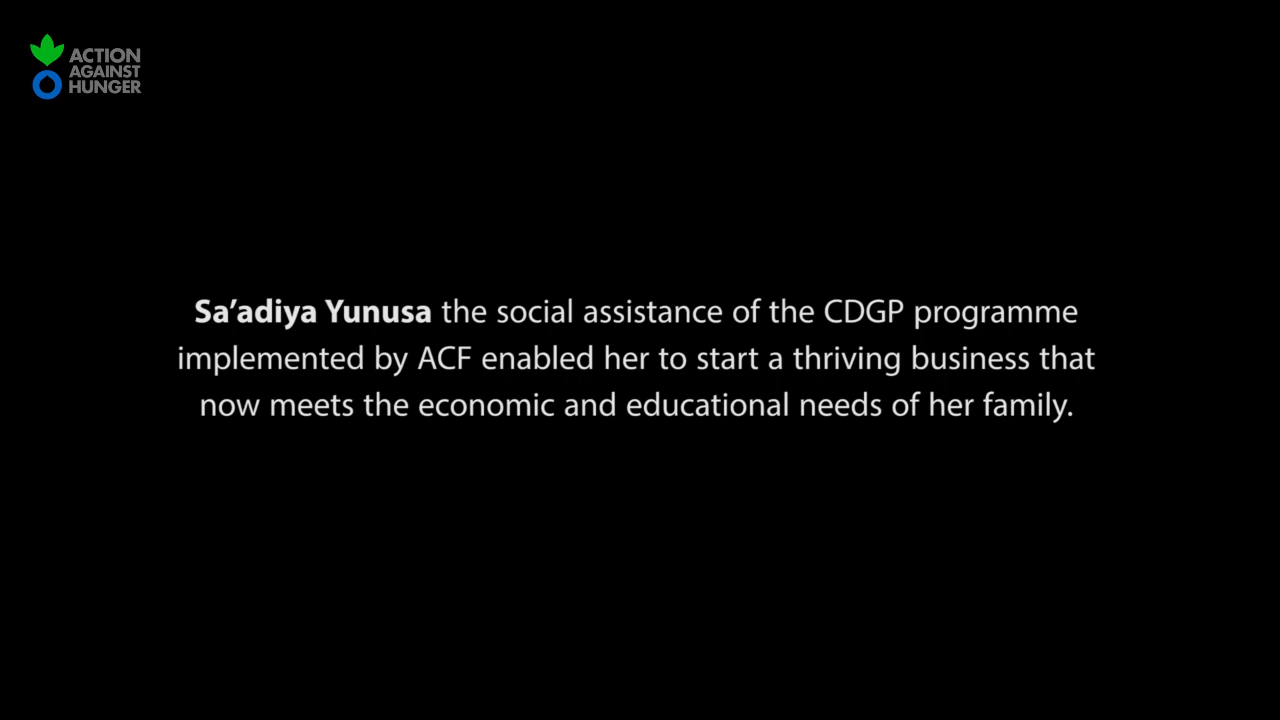 ACTION
AGAINST
HUNGER
Sa’adiya Yunusa the social assistance of the CDGP programme
implemented by ACF enabled her to start a thriving business that
now meets the economic and educational needs of her family.